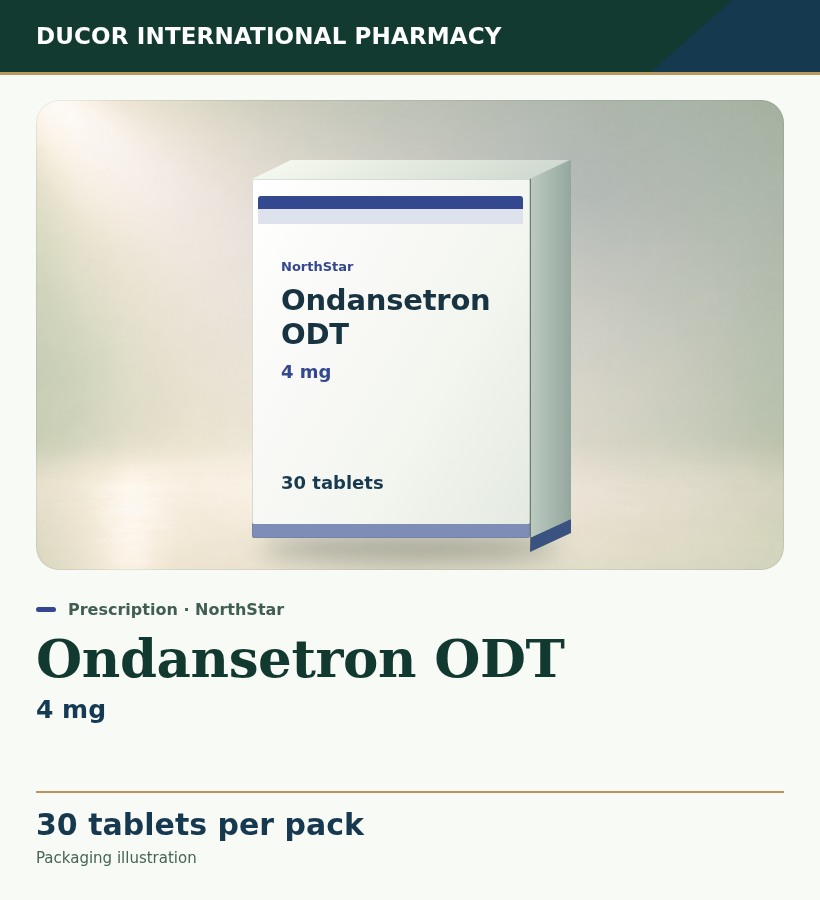 DUCOR INTERNATIONAL PHARMACY
NorthStar
Ondansetron
ODT
4 mg
30 tablets
Prescription · NorthStar
Ondansetron ODT
4 mg
30 tablets per pack
Packaging illustration